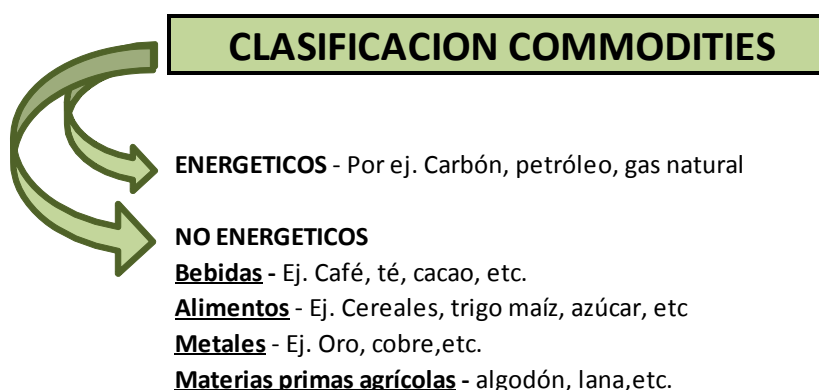 CLASIFICACION COMMODITIES
ENERGETICOS - Por ej. Carbón, petróleo, gas natural
NO ENERGETICOS
Bebidas - Ej. Café, té, cacao, etc.
Alimentos - Ej. Cereales, trigo maíz, azúcar, etc
Metales - Ej. Oro, cobre,etc.
Materias primas agrícolas - algodón, lana,etc.